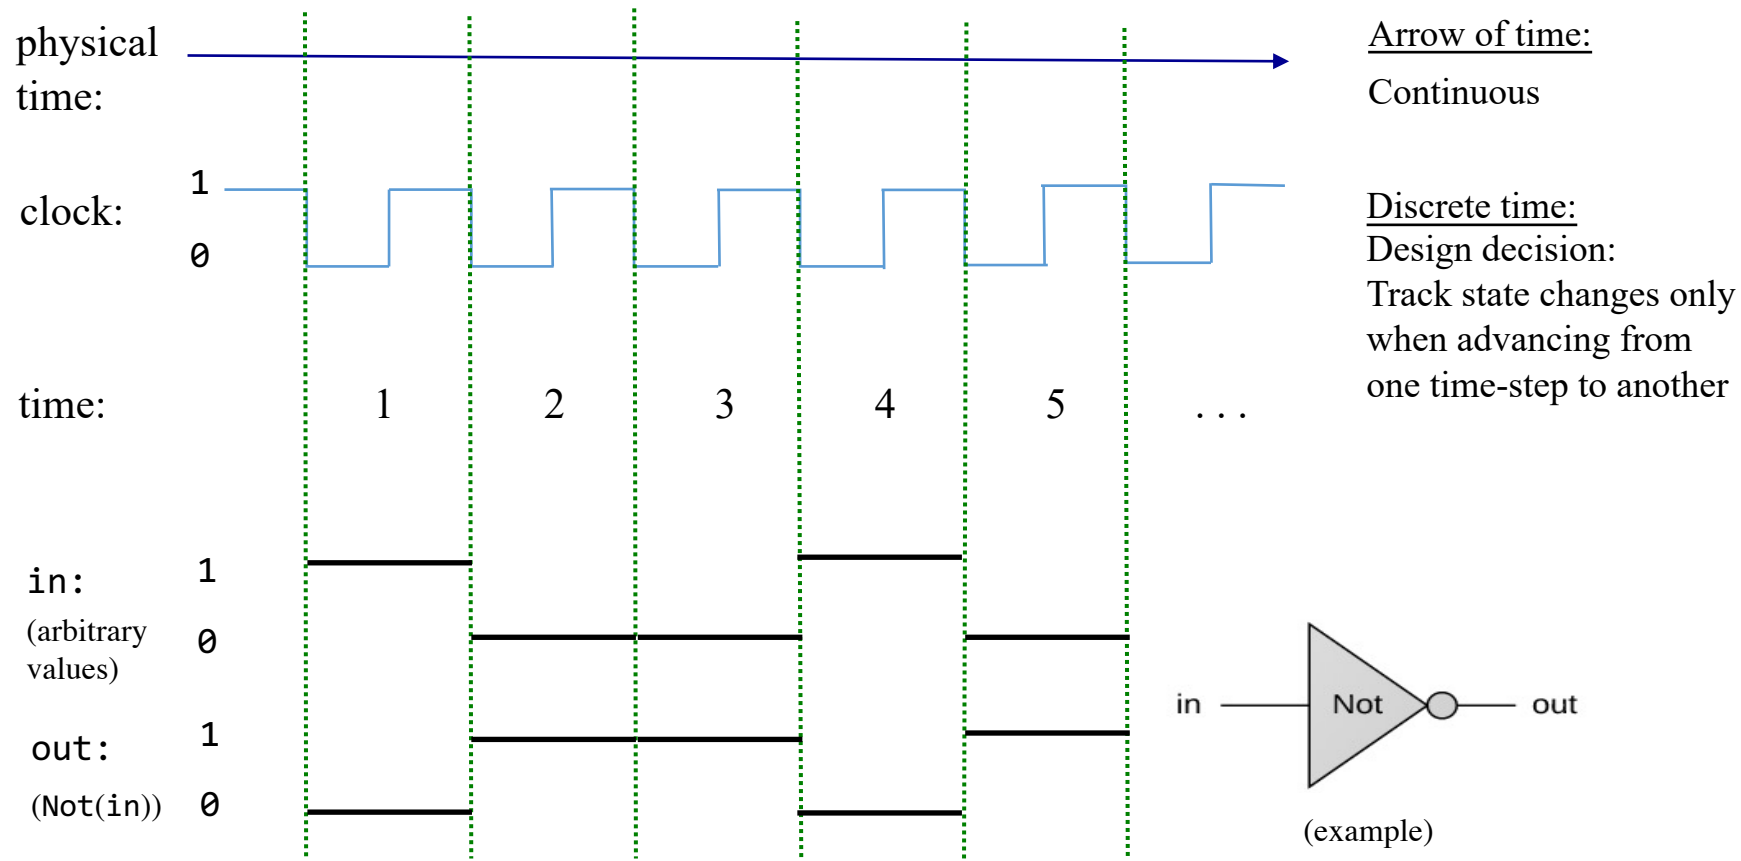 physical
time:
Arrow of time:
Continuous
clock:
1
0
Discrete time:
Design decision:
Track state changes only
when advancing from
one time-step to another
time:
1 2 3 4 5 . . .
in:
1
(arbitrary
values)
0
out:
1
(Not(in))
0
in Not out
(example)